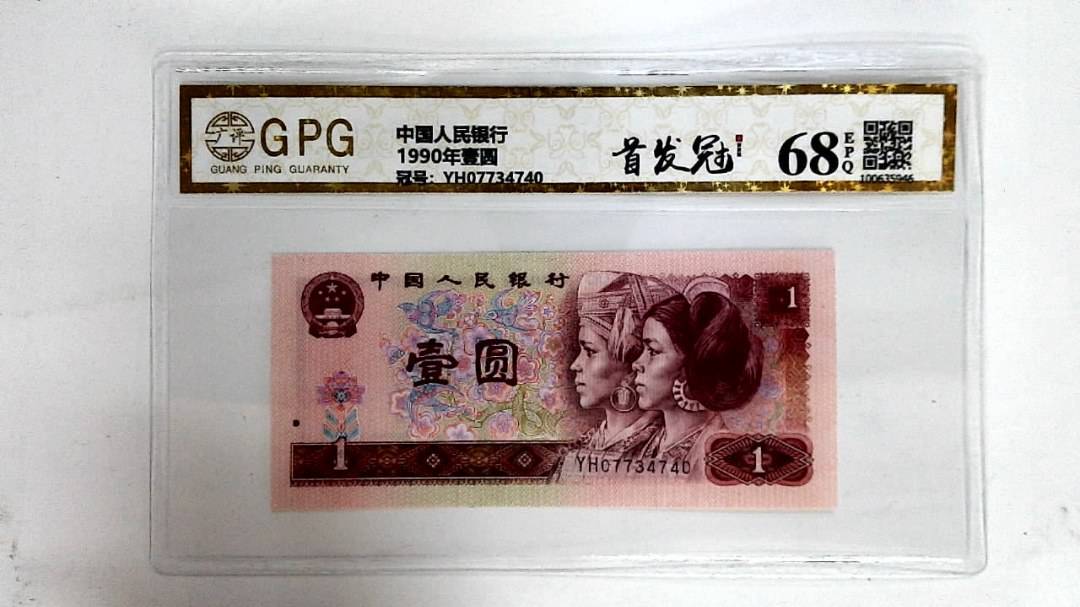 广评
GPG
GUANG PING GUARANTY
中国人民银行
1990年壹圆
冠号: YH07734740
首发冠
68
EPQ
100635946
中国人民银行
1
壹圆
1
YH07734740
1